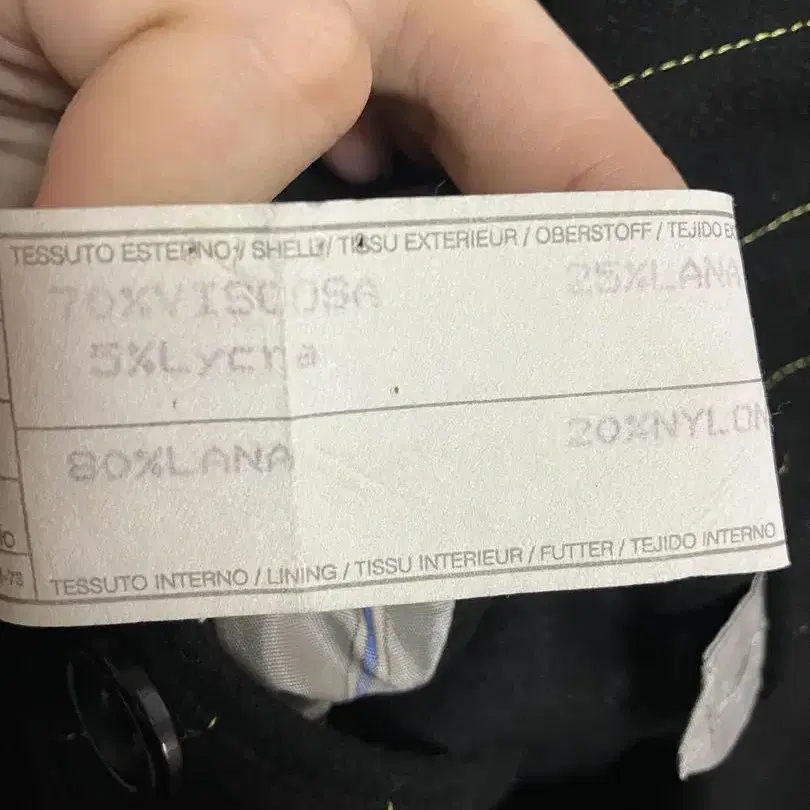 TESSUTO ESTERNO / SHELL / TISSU EXTERIEUR / OBERSTOFF / TEJIDO
70%VISCOSA 25%LANA
5%Lycra
80%LANA 20%NYLON
TESSUTO INTERNO / LINING / TISSU INTERIEUR / FUTTER / TEJIDO INTERNO